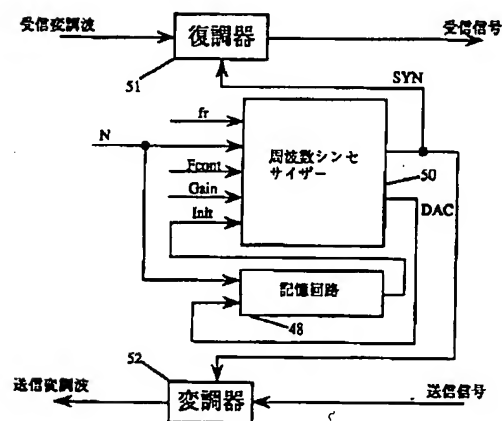 受信変調波
復調器
受信信号
51
SYN
fr
N
周波数シンセ
サイザー
Fcont
50
Gain
DAC
Init
記憶回路
48
52
送信変調波
変調器
送信信号